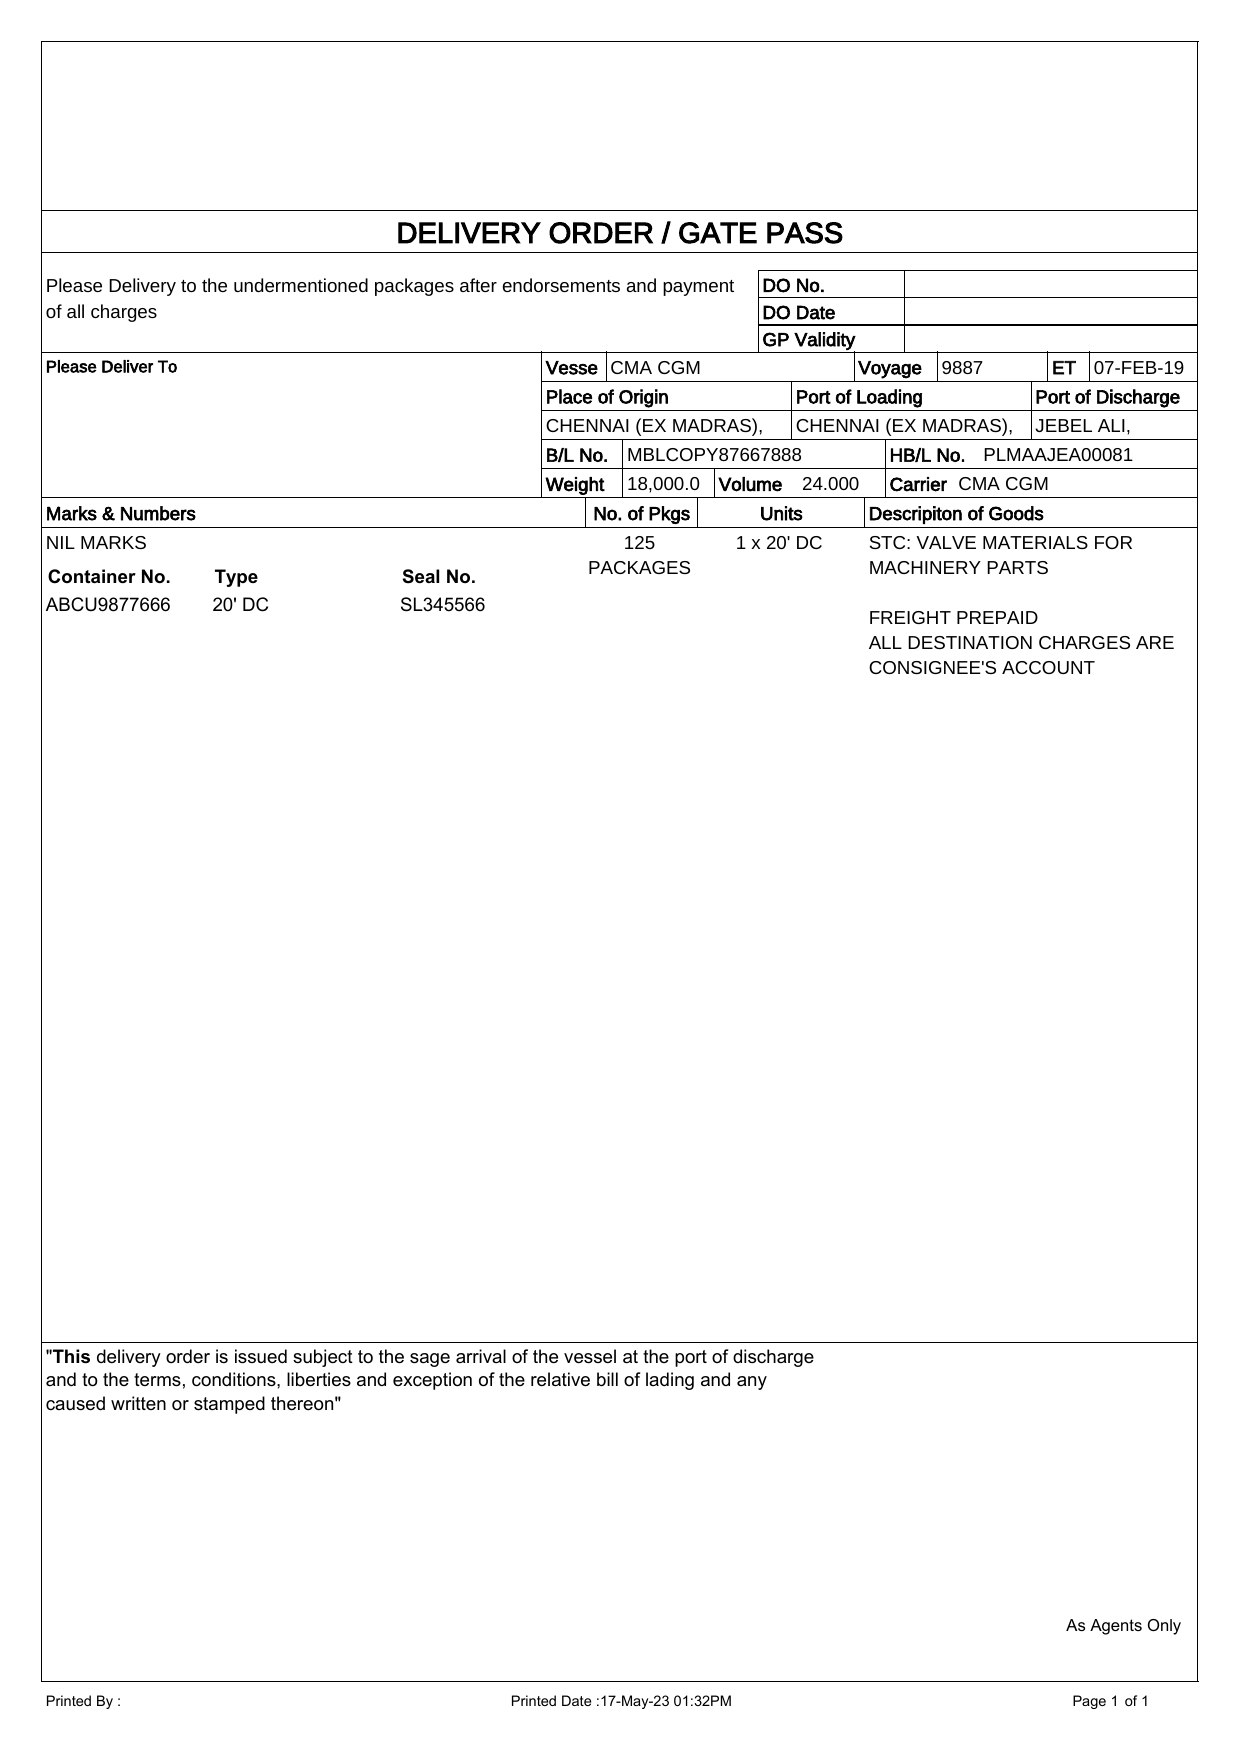 DELIVERY ORDER / GATE PASS
Please Delivery to the undermentioned packages after endorsements and payment
of all charges
DO No.
DO Date
GP Validity
Please Deliver To
Vesse CMA CGM Voyage 9887 ET 07-FEB-19
Place of Origin Port of Loading Port of Discharge
CHENNAI (EX MADRAS), CHENNAI (EX MADRAS), JEBEL ALI,
B/L No. MBLCOPY87667888 HB/L No. PLMAAJEA00081
Weight 18,000.0 Volume 24.000 Carrier CMA CGM
Marks & Numbers No. of Pkgs Units Descripiton of Goods
NIL MARKS 125 1 x 20' DC STC: VALVE MATERIALS FOR
PACKAGES MACHINERY PARTS
Container No. Type Seal No.
ABCU9877666 20' DC SL345566
FREIGHT PREPAID
ALL DESTINATION CHARGES ARE
CONSIGNEE'S ACCOUNT
"This delivery order is issued subject to the sage arrival of the vessel at the port of discharge
and to the terms, conditions, liberties and exception of the relative bill of lading and any
caused written or stamped thereon"
As Agents Only
Printed By : Printed Date :17-May-23 01:32PM Page 1 of 1